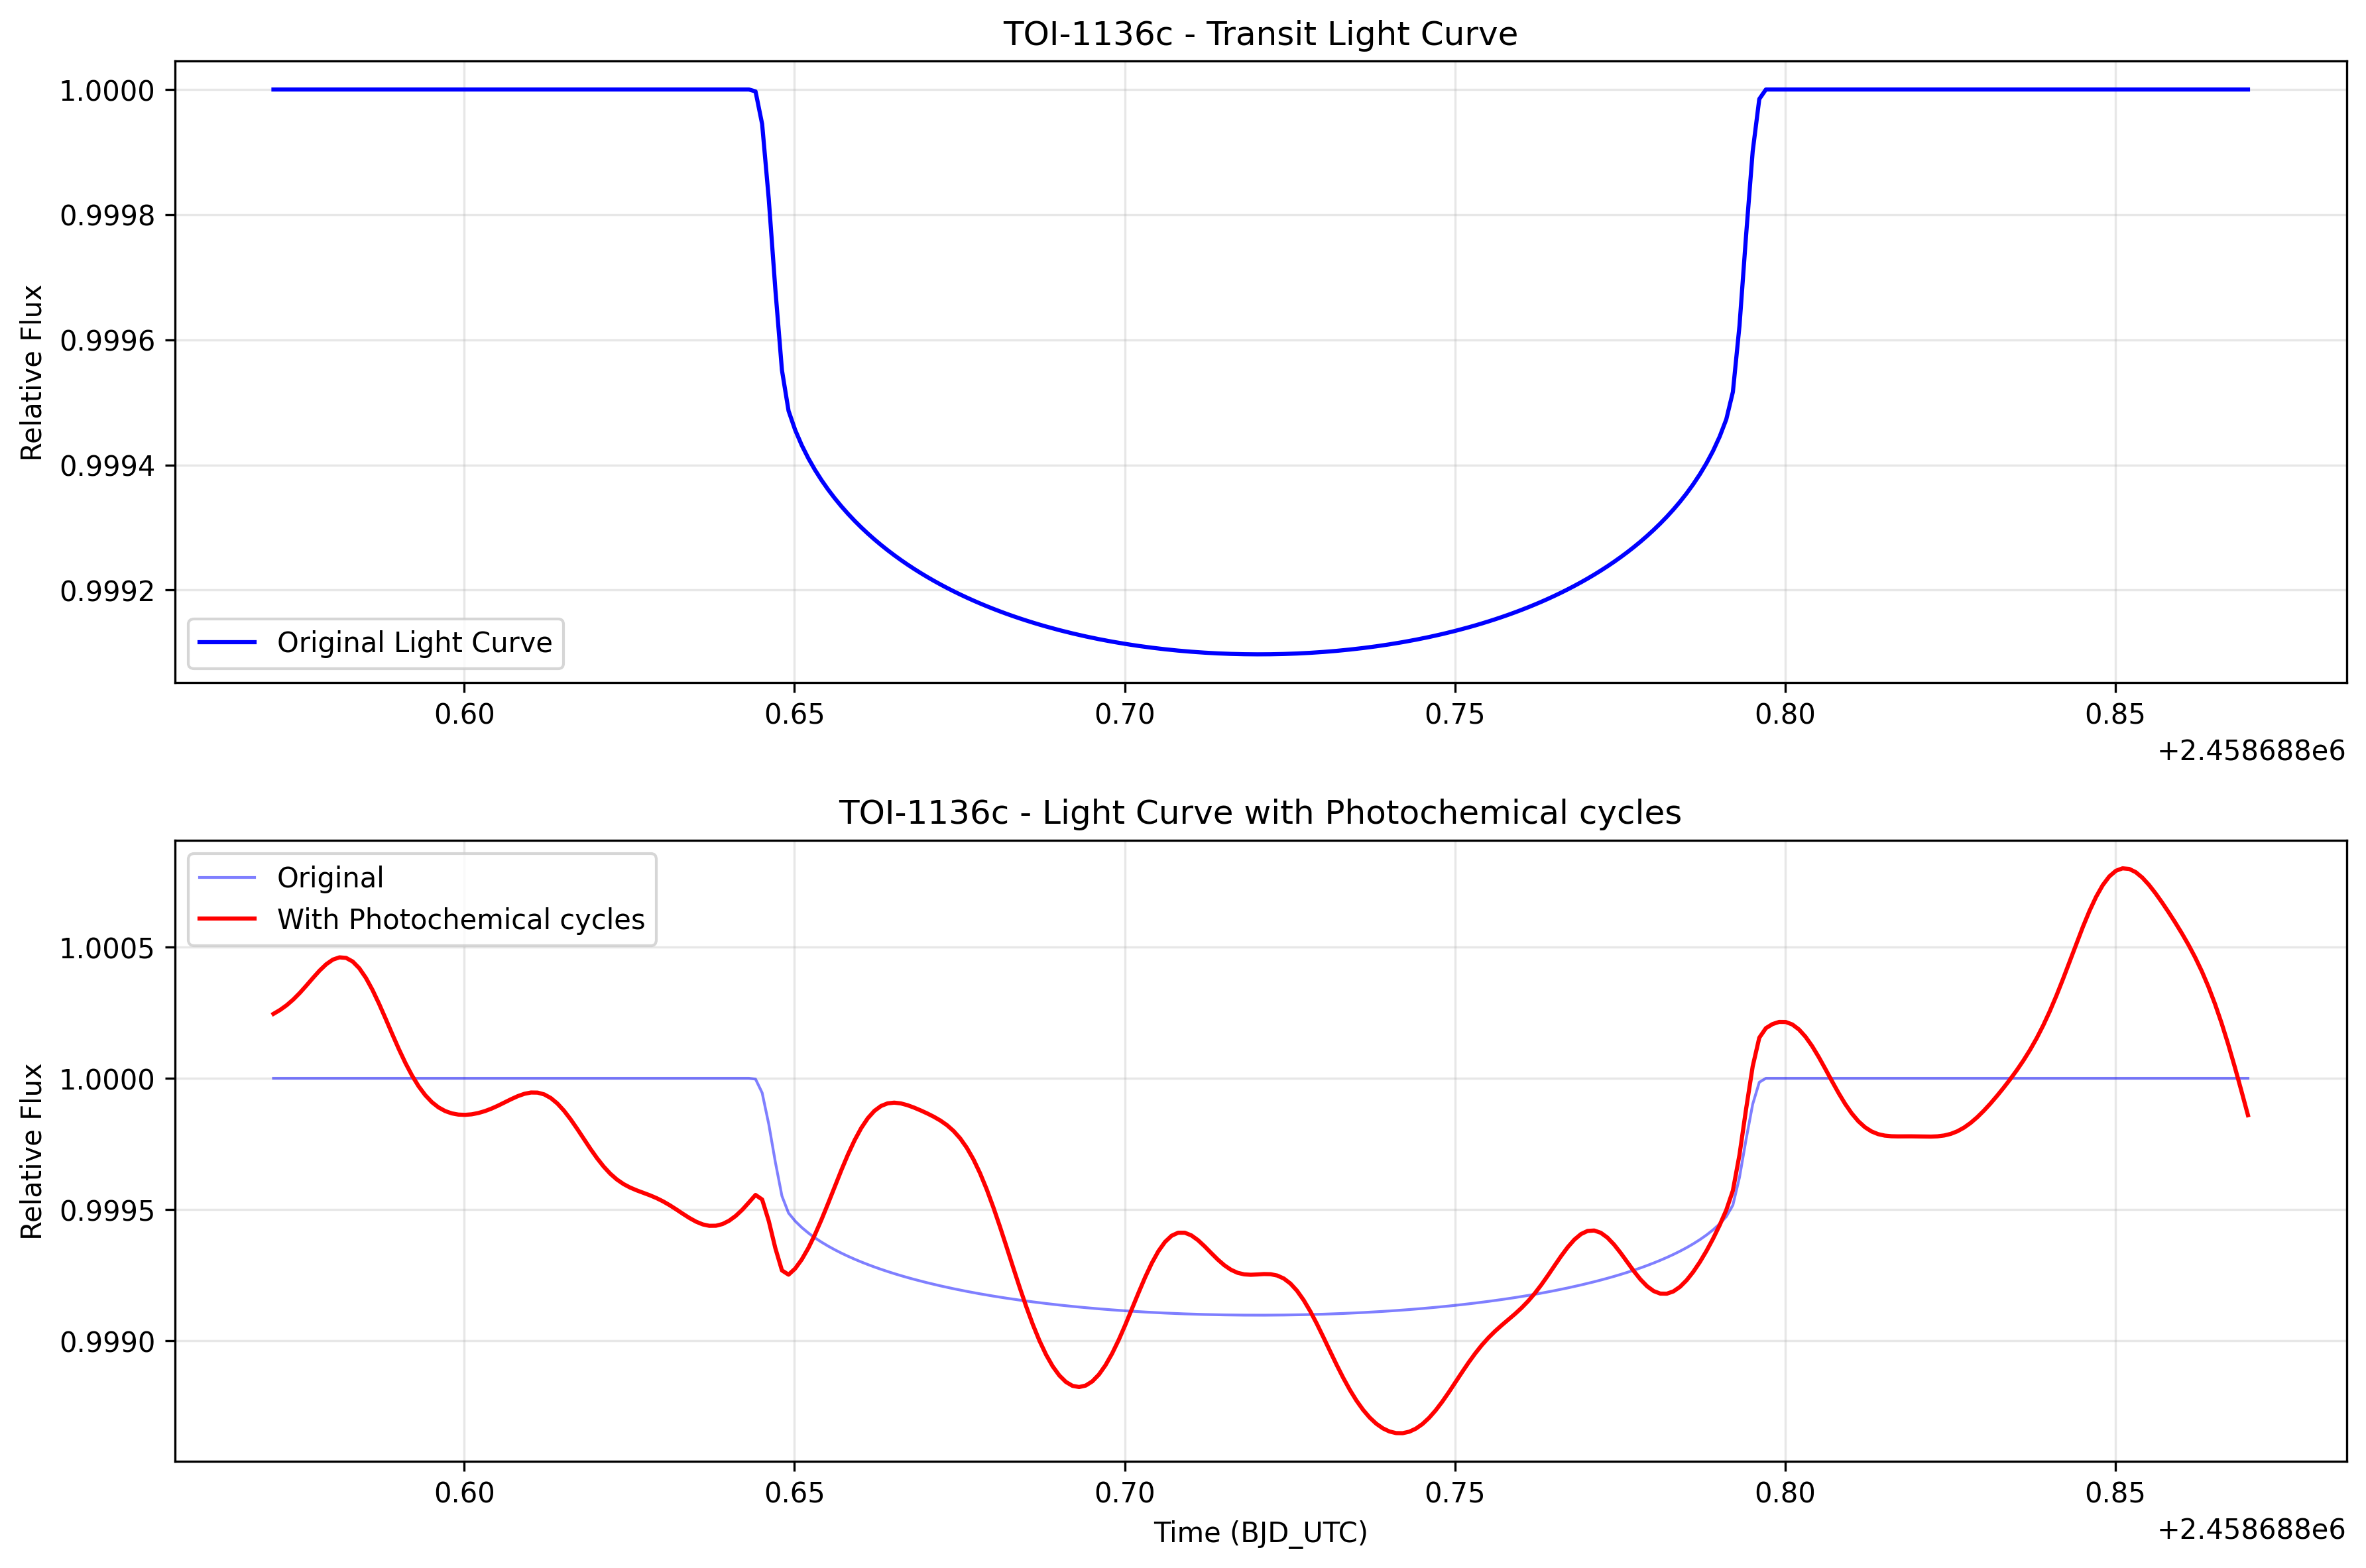 TOI-1136c - Transit Light Curve
Relative Flux
1.0000
0.9998
0.9996
0.9994
0.9992
Original Light Curve
0.60 0.65 0.70 0.75 0.80 0.85
+2.458688e6
TOI-1136c - Light Curve with Photochemical cycles
Relative Flux
1.0005
1.0000
0.9995
0.9990
Original
With Photochemical cycles
0.60 0.65 0.70 0.75 0.80 0.85
Time (BJD_UTC)
+2.458688e6